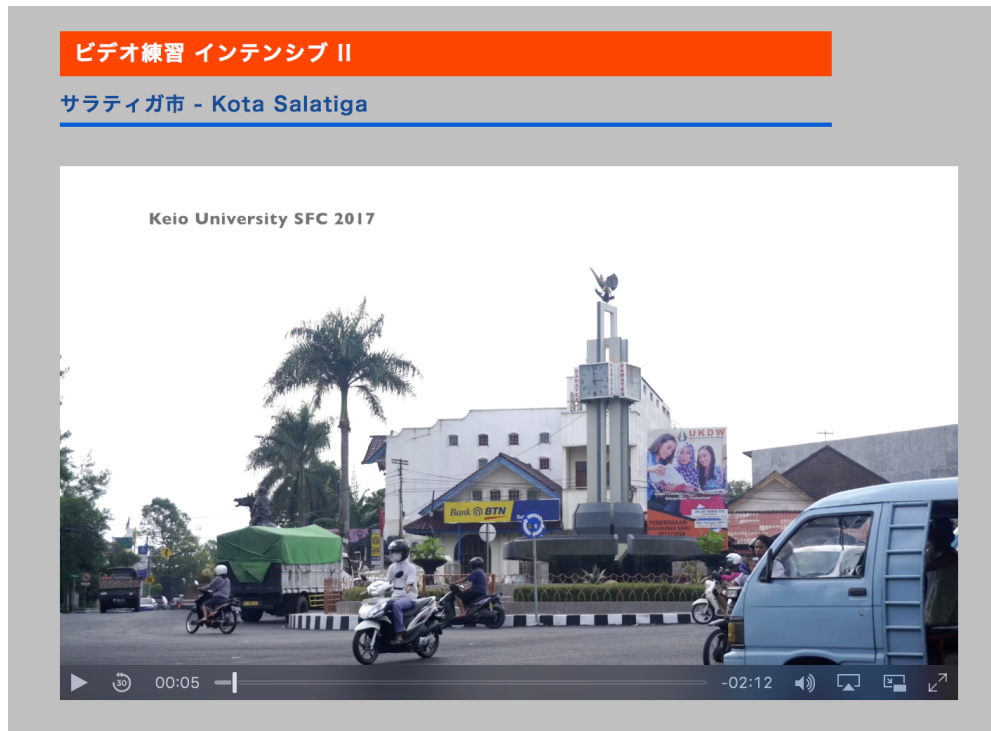 ビデオ練習 インテンシブ II
サラティガ市 - Kota Salatiga
Keio University SFC 2017
UKDW
Bank BTN
PENERIMAAN
30
00:05
-02:12